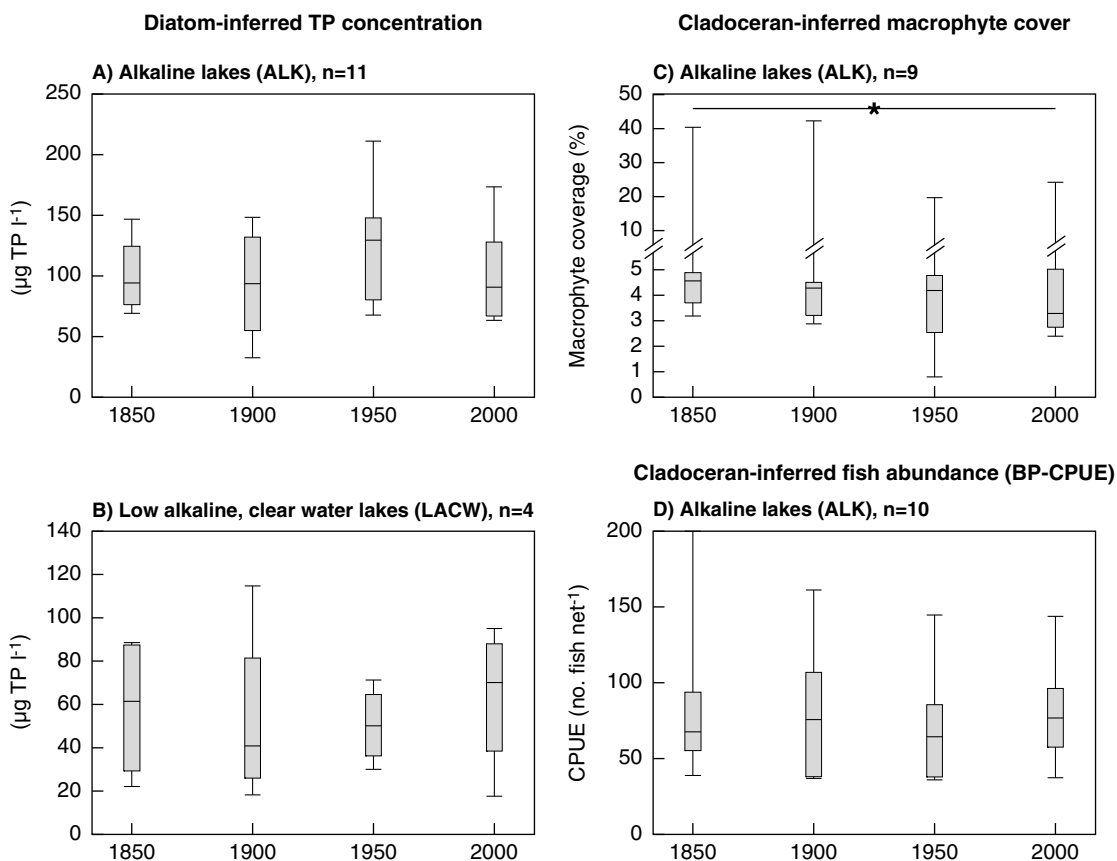 Diatom-inferred TP concentration
A) Alkaline lakes (ALK), n=11
(µg TP l-1)
250
200
150
100
50
0
1850 1900 1950 2000
B) Low alkaline, clear water lakes (LACW), n=4
(µg TP l-1)
140
120
100
80
60
40
20
0
1850 1900 1950 2000
Cladoceran-inferred macrophyte cover
C) Alkaline lakes (ALK), n=9
Macrophyte coverage (%)
50
40
30
20
10
5
4
3
2
1
0
*
1850 1900 1950 2000
Cladoceran-inferred fish abundance (BP-CPUE)
D) Alkaline lakes (ALK), n=10
CPUE (no. fish net-1)
200
150
100
50
0
1850 1900 1950 2000